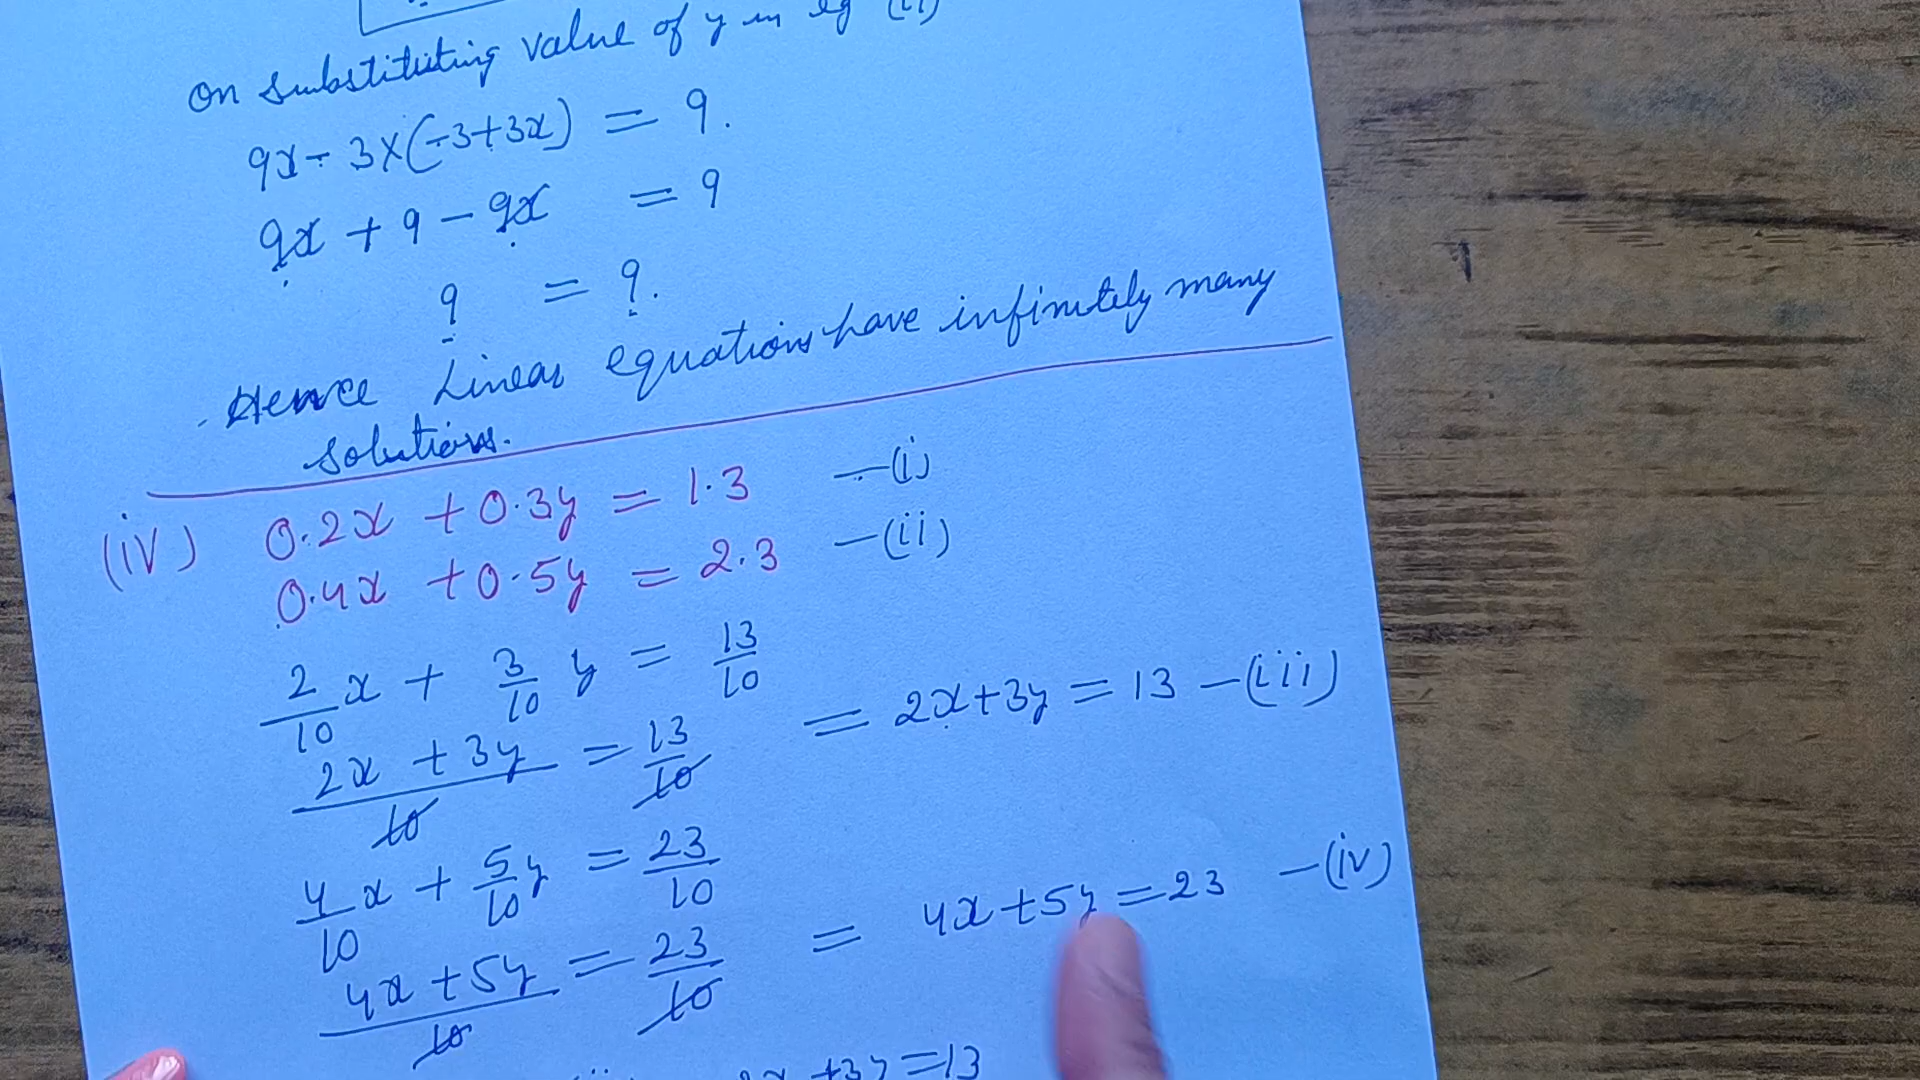 On substituting value of y in eq (ii)
9x - 3×(-3+3x) = 9.
9x + 9 - 9x = 9
9 = 9.
Hence Linear equations have infinitely many
solutions.
(iv) 0.2x + 0.3y = 1.3 —(i)
0.4x + 0.5y = 2.3 —(ii)
2/10 x + 3/10 y = 13/10
2x + 3y/10 = 13/10 = 2x+3y = 13 —(iii)
4/10 x + 5/10 y = 23/10
4x + 5y/10 = 23/10 = 4x+5y = 23 —(iv)
+3y = 13